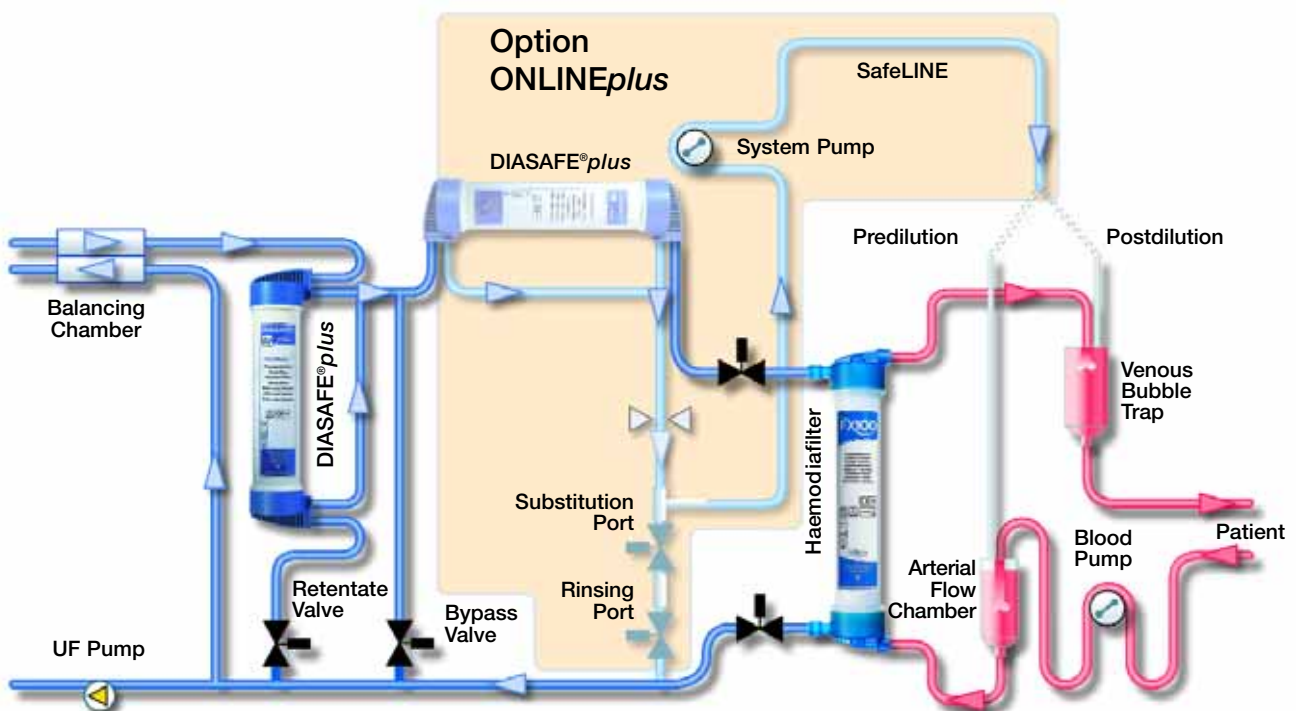 Option
ONLINEplus
SafeLINE
System Pump
DIASAFE®plus
Predilution
Postdilution
Balancing
Chamber
DIASAFE®plus
Venous
Bubble
Trap
FX100
Haemodiafilter
Substitution
Port
Patient
Blood
Pump
Arterial
Flow
Chamber
Retentate
Valve
Rinsing
Port
Bypass
Valve
UF Pump